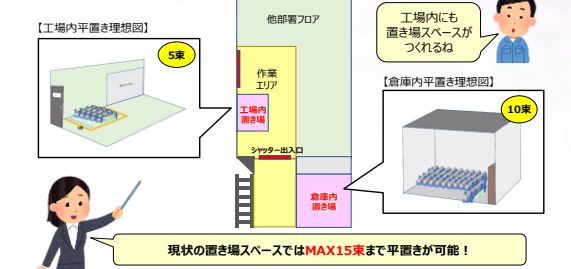 他部署フロア
工場内にも
置き場スペースが
つくれるね
【工場内平置き理想図】
5束
作業
エリア
工場内
置き場
【倉庫内平置き理想図】
10束
シャッター出入口
倉庫内
置き場
現状の置き場スペースではMAX15束まで平置きが可能！